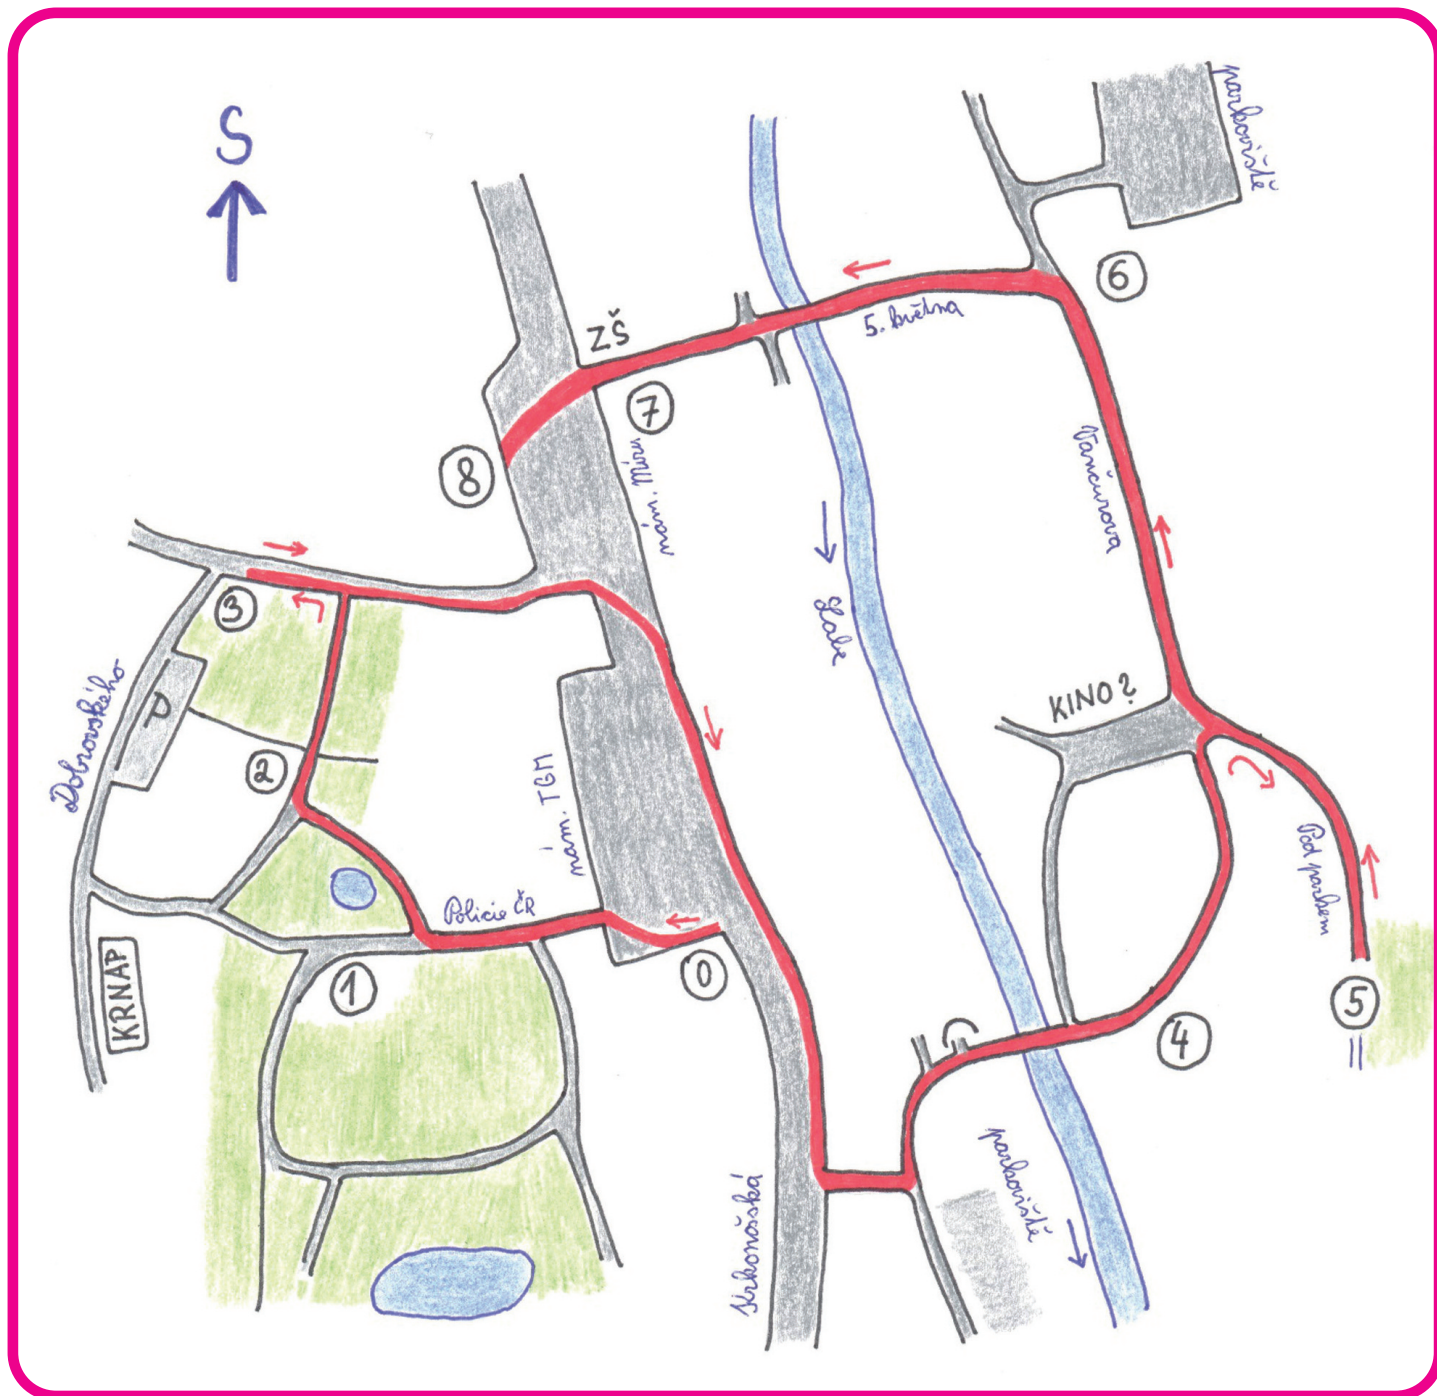 S
parkoviště
6
5. května
ZŠ
7
nám. Míru
8
Vančurova
Labe
3
Dobrovského
P
2
KINO?
nám. TGM
Policie ČR
Pod parkem
KRNAP
1
0
5
4
parkoviště
Krkonošská